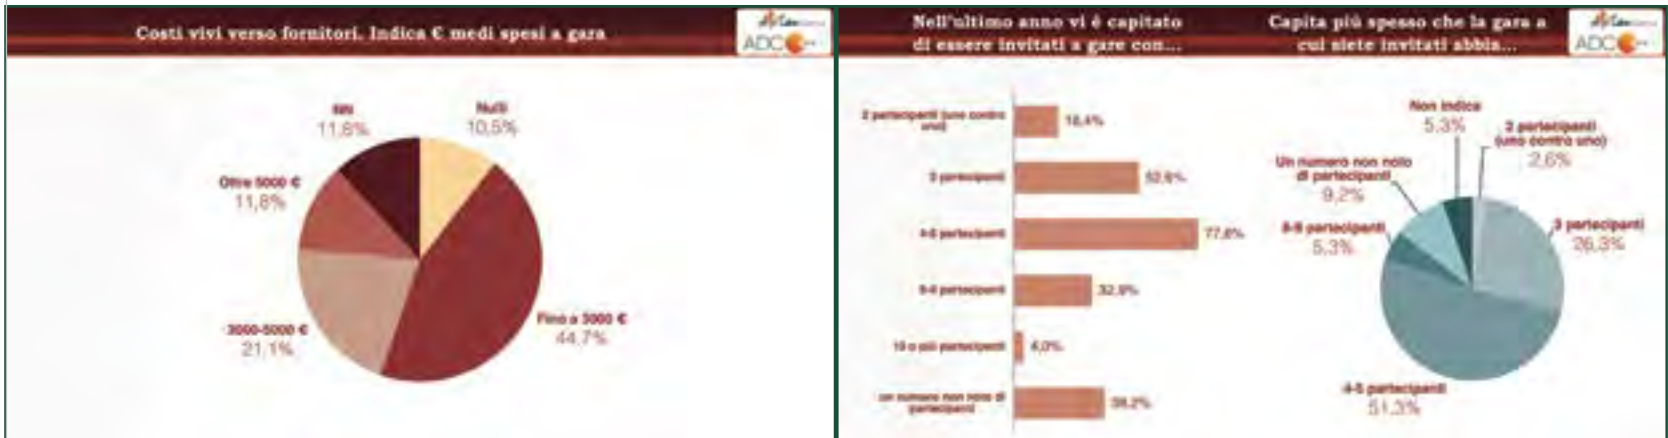 Costi vivi verso fornitori. Indica € medi spesi a gara
ADC
NN
11,8%
Nulli
10,5%
Oltre 5000 €
11,8%
3000-5000 €
21,1%
Fino a 3000 €
44,7%
Nell'ultimo anno vi è capitato
di essere invitati a gare con...
2 partecipanti (uno contro
uno)
18,4%
3 partecipanti
52,6%
4-5 partecipanti
77,6%
partecipanti
32,9%
10 o più partecipanti
4,0%
un numero non noto di
partecipanti
38,2%
Capita più spesso che la gara a
cui siete invitati abbia...
ADC
Non indica
5,3%
2 partecipanti
(uno contro uno)
2,6%
Un numero non noto
di partecipanti
9,2%
partecipanti
5,3%
3 partecipanti
26,3%
4-5 partecipanti
51,3%